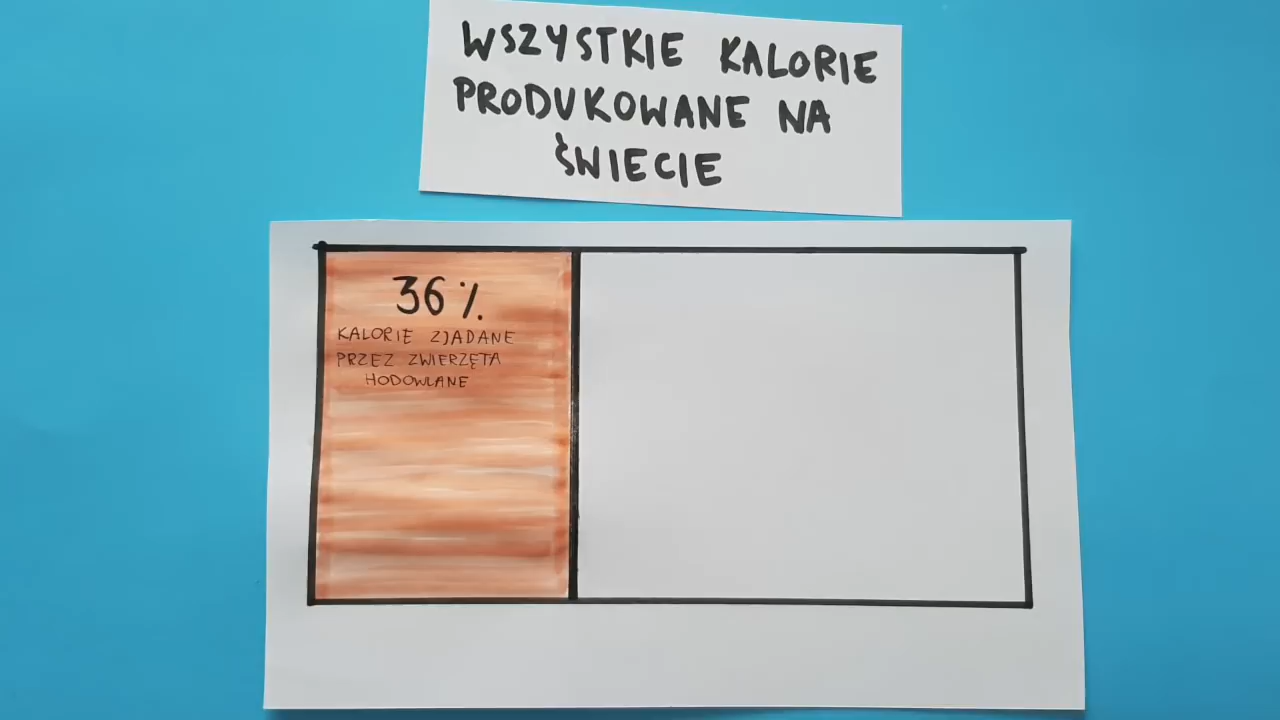 WSZYSTKIE KALORIE
PRODUKOWANE NA
ŚWIECIE
36%
KALORIE ZJADANE
PRZEZ ZWIERZĘTA
HODOWLANE